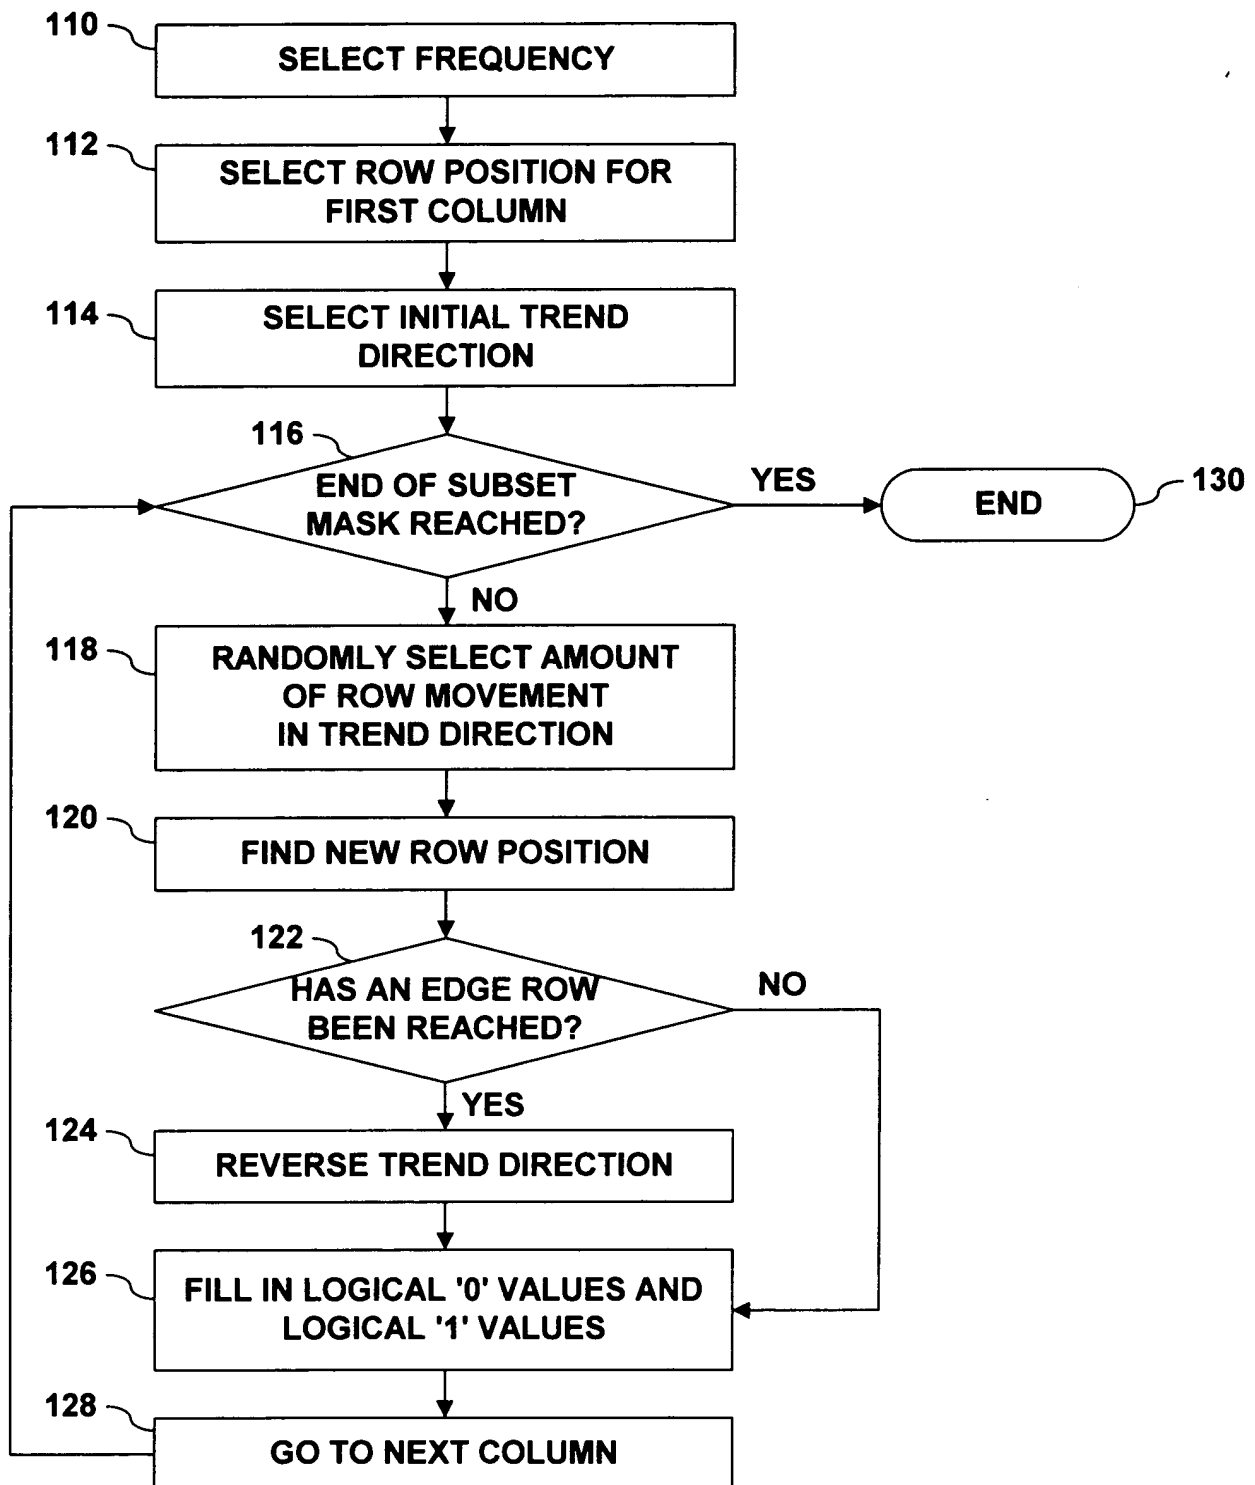 110
SELECT FREQUENCY
112
SELECT ROW POSITION FOR
FIRST COLUMN
114
SELECT INITIAL TREND
DIRECTION
116
END OF SUBSET
MASK REACHED?
YES
END
130
NO
118
RANDOMLY SELECT AMOUNT
OF ROW MOVEMENT
IN TREND DIRECTION
120
FIND NEW ROW POSITION
122
HAS AN EDGE ROW
BEEN REACHED?
NO
YES
124
REVERSE TREND DIRECTION
126
FILL IN LOGICAL '0' VALUES AND
LOGICAL '1' VALUES
128
GO TO NEXT COLUMN